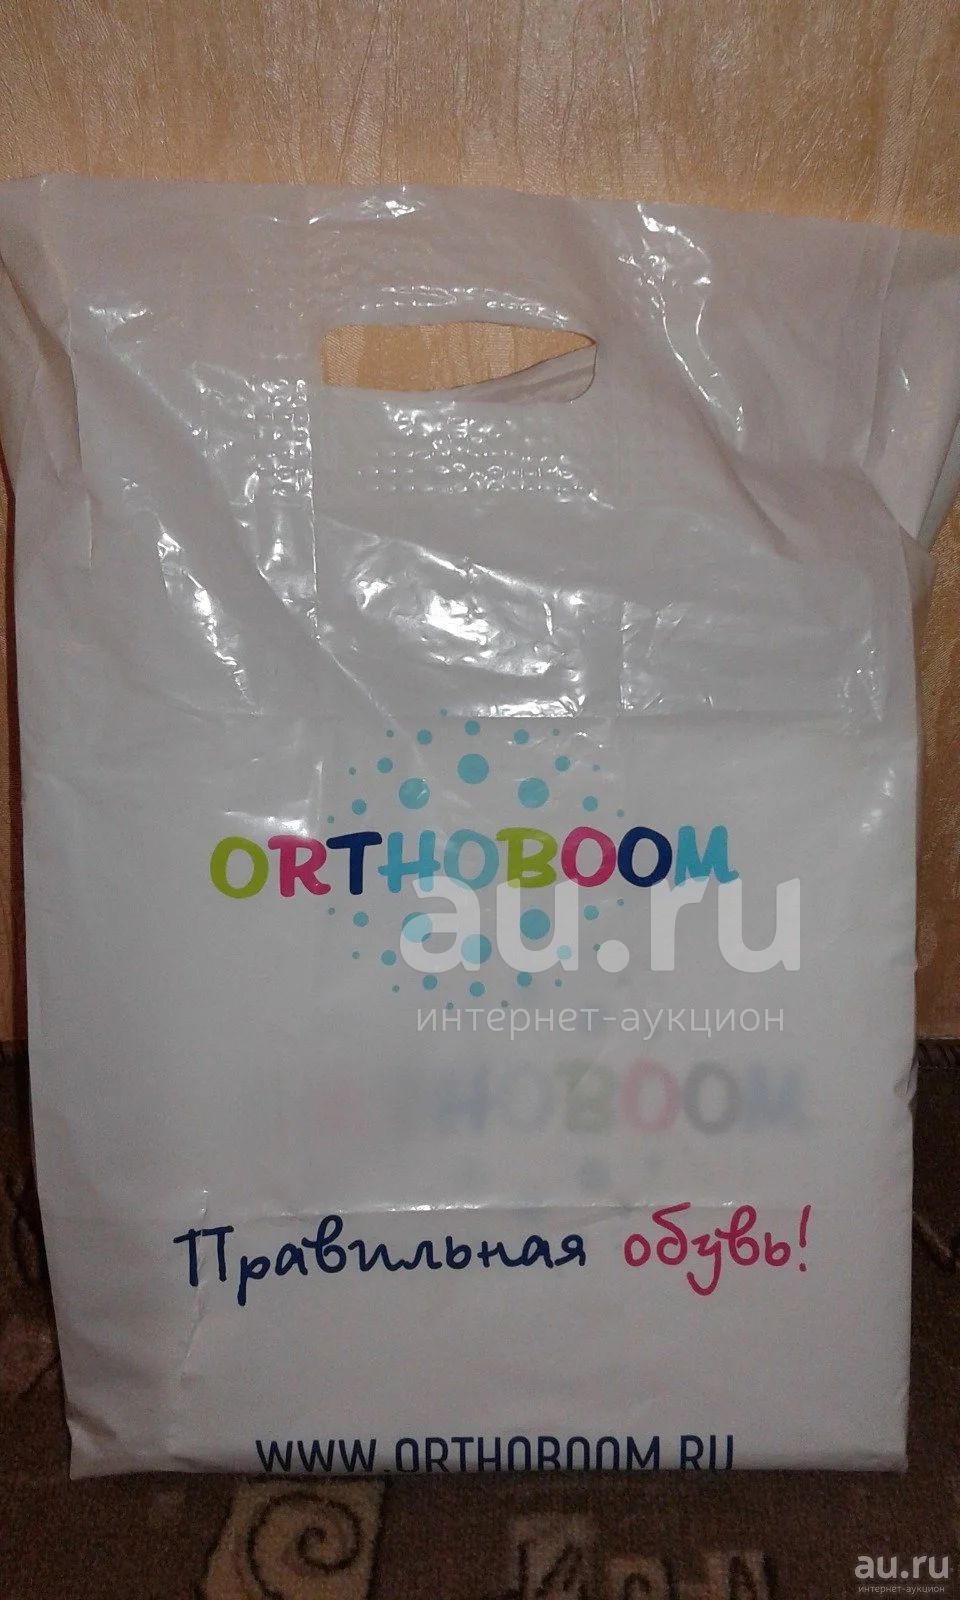 ORTHOBOOM
au.ru
интернет-аукцион
Правильная обувь!
WWW.ORTHOBOOM.RU
au.ru
интернет-аукцион